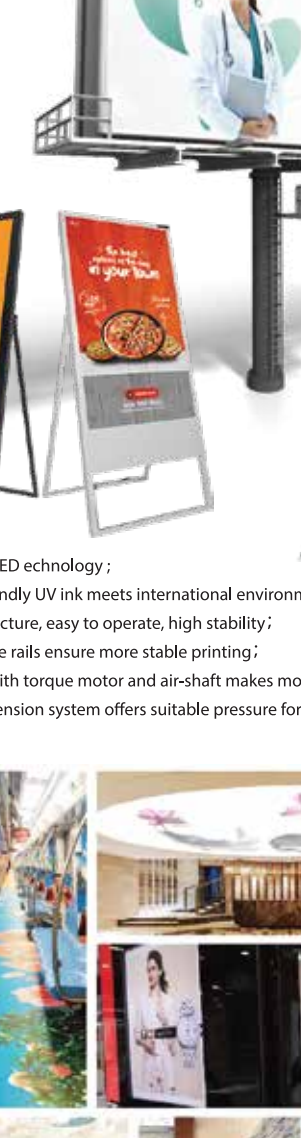 the best
in your town
ED echnology ;
ndly UV ink meets international environm
cture, easy to operate, high stability;
e rails ensure more stable printing;
ith torque motor and air-shaft makes mo
ension system offers suitable pressure for